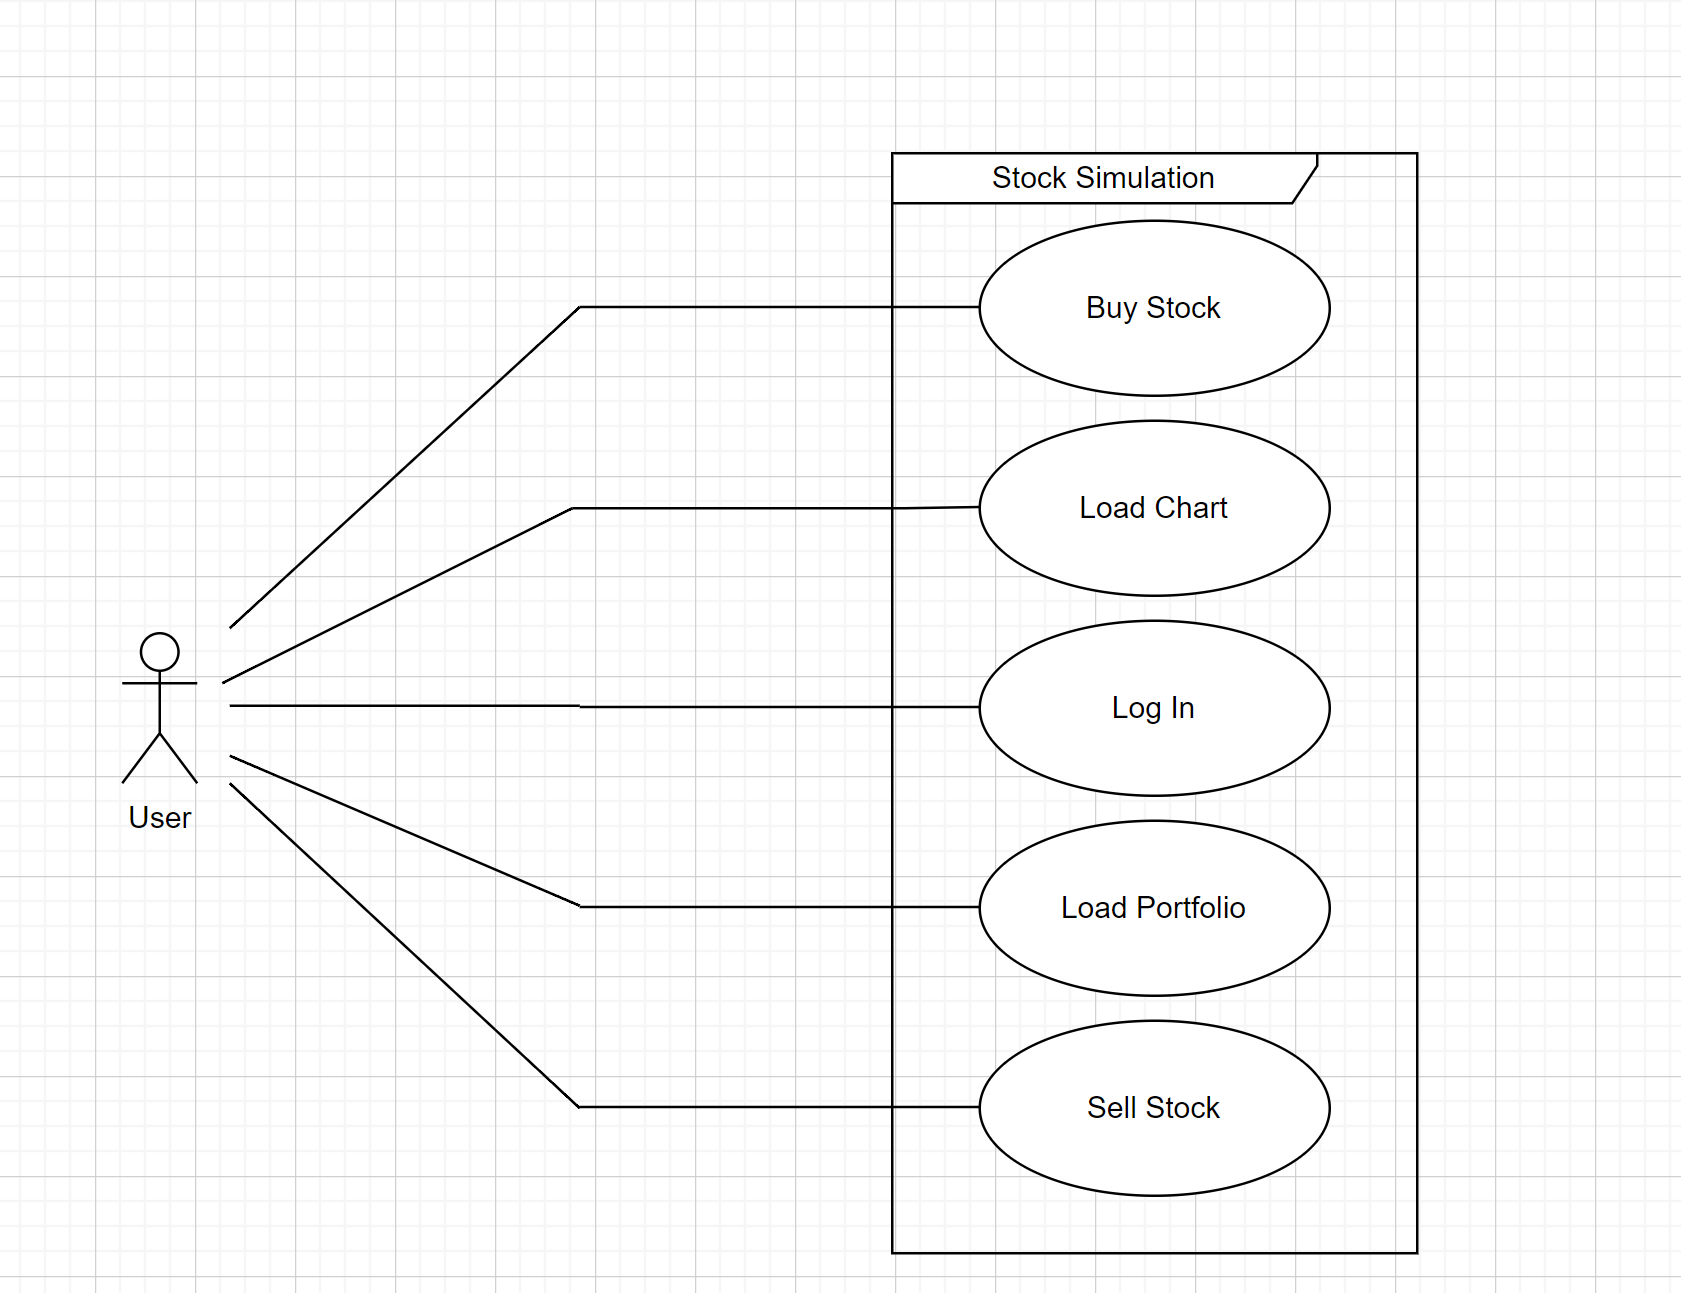 Stock Simulation
Buy Stock
Load Chart
Log In
User
Load Portfolio
Sell Stock